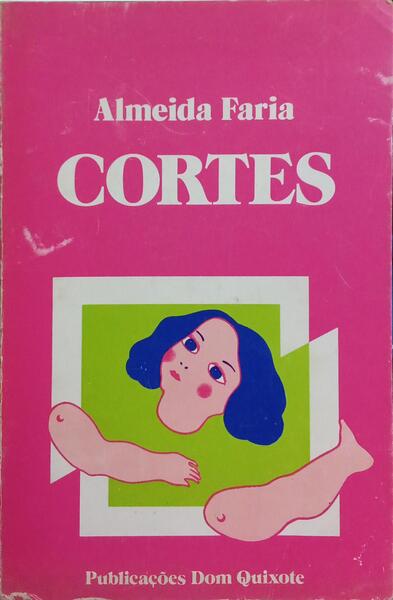 Almeida Faria
CORTES
Publicações Dom Quixote